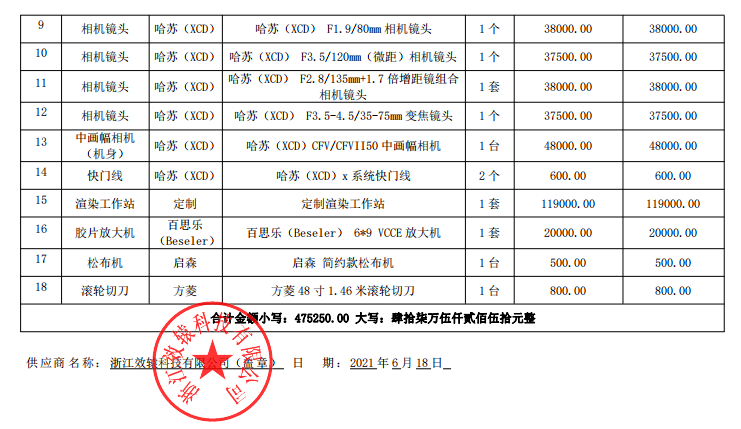 9 相机镜头 哈苏（XCD） 哈苏（XCD） F1.9/80mm 相机镜头 1 个 38000.00 38000.00
10 相机镜头 哈苏（XCD） 哈苏（XCD） F3.5/120mm（微距）相机镜头 1 个 37500.00 37500.00
11 相机镜头 哈苏（XCD） 哈苏（XCD） F2.8/135mm+1.7 倍增距镜组合相机镜头 1 套 38000.00 38000.00
12 相机镜头 哈苏（XCD） 哈苏（XCD） F3.5-4.5/35-75mm 变焦镜头 1 个 37500.00 37500.00
13 中画幅相机（机身） 哈苏（XCD） 哈苏（XCD）CFV/CFVII50 中画幅相机 1 台 48000.00 48000.00
14 快门线 哈苏（XCD） 哈苏（XCD）x 系统快门线 2 个 600.00 600.00
15 渲染工作站 定制 定制渲染工作站 1 套 119000.00 119000.00
16 胶片放大机 百思乐（Beseler） 百思乐（Beseler） 6*9 VCCE 放大机 1 套 20000.00 20000.00
17 松布机 启森 启森 简约款松布机 1 台 500.00 500.00
18 滚轮切刀 方菱 方菱 48 寸 1.46 米滚轮切刀 1 台 800.00 800.00
合计金额小写：475250.00 大写：肆拾柒万伍仟贰佰伍拾元整
供应商名称：浙江效辕科技有限公司（盖章） 日 期：2021 年 6 月 18 日
浙江效辕科技有限公司